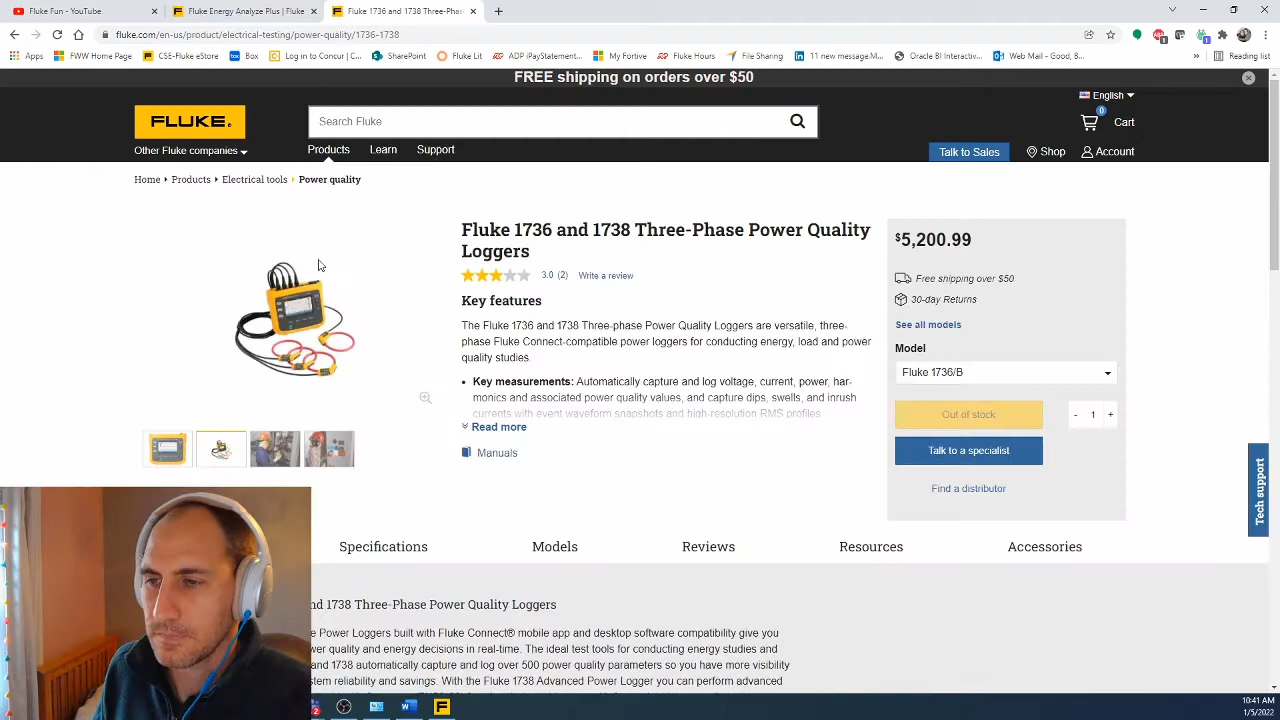 Fluke Fun - YouTube
Fluke Energy Analyze Plus | Fluke
Fluke 1736 and 1738 Three-Phas
fluke.com/en-us/product/electrical-testing/power-quality/1736-1738
Apps FWW Home Page CSE-Fluke eStore Box Log in to Concur | C... SharePoint Fluke Lit ADP iPayStatement... My Fortive Fluke Hours File Sharing 11 new message/M... Oracle BI Interactiv... Web Mail - Good, B... » Reading list
FREE shipping on orders over $50
English
FLUKE®
Search Fluke
0
Cart
Other Fluke companies
Products Learn Support
Talk to Sales Shop Account
Home Products Electrical tools Power quality
Fluke 1736 and 1738 Three-Phase Power Quality
Loggers
3.0 (2) Write a review
Key features
The Fluke 1736 and 1738 Three-phase Power Quality Loggers are versatile, three-
phase Fluke Connect-compatible power loggers for conducting energy, load and power
quality studies.
• Key measurements: Automatically capture and log voltage, current, power, har-
monics and associated power quality values, and capture dips, swells, and inrush
currents with event waveform snapshots and high-resolution RMS profiles
Read more
Manuals
$5,200.99
Free shipping over $50
30-day Returns
See all models
Model
Fluke 1736/B
Out of stock
- 1 +
Talk to a specialist
Find a distributor
Tech support
Specifications Models Reviews Resources Accessories
nd 1738 Three-Phase Power Quality Loggers
e Power Loggers built with Fluke Connect® mobile app and desktop software compatibility give you
wer quality and energy decisions in real-time. The ideal test tools for conducting energy studies and
and 1738 automatically capture and log over 500 power quality parameters so you have more visibility
stem reliability and savings. With the Fluke 1738 Advanced Power Logger you can perform advanced
10:41 AM
1/5/2022